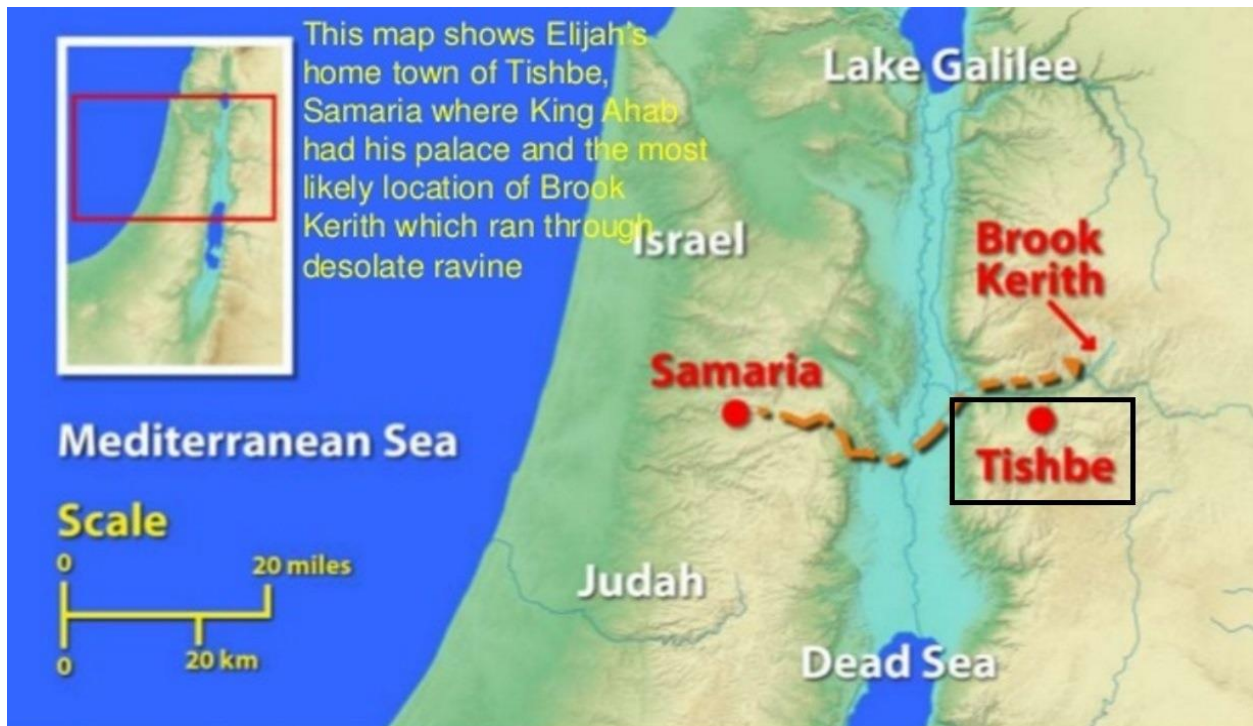 This map shows Elijah's
home town of Tishbe,
Samaria where King Ahab
had his palace and the most
likely location of Brook
Kerith which ran through
desolate ravine
Lake Galilee
Israel
Brook
Kerith
Samaria
Tishbe
Mediterranean Sea
Scale
0 20 miles
0 20 km
Judah
Dead Sea